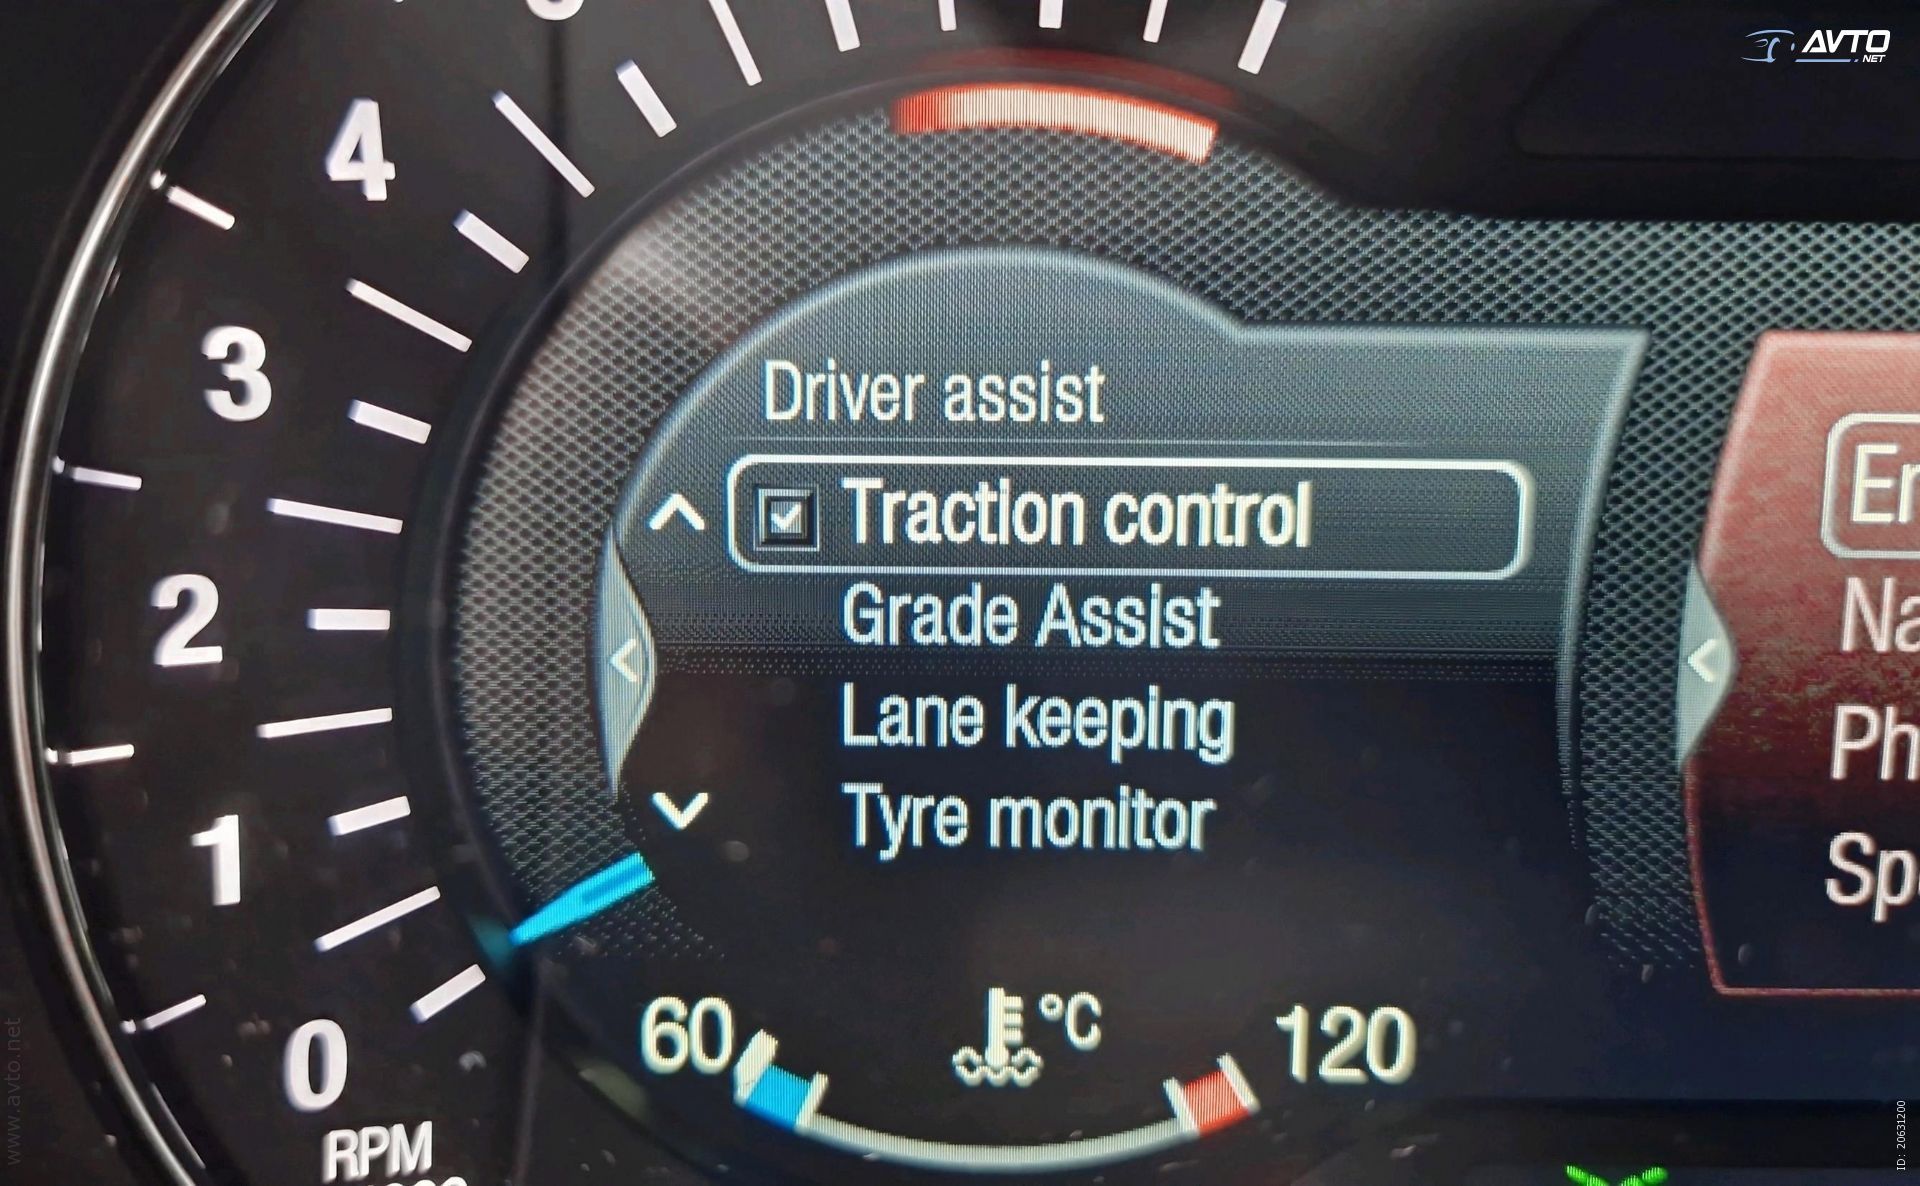 AVTO
.NET
4
3
2
1
0
RPM
Driver assist
Traction control
Grade Assist
Lane keeping
Tyre monitor
60
°C
120
www.avto.net
ID: 20631200